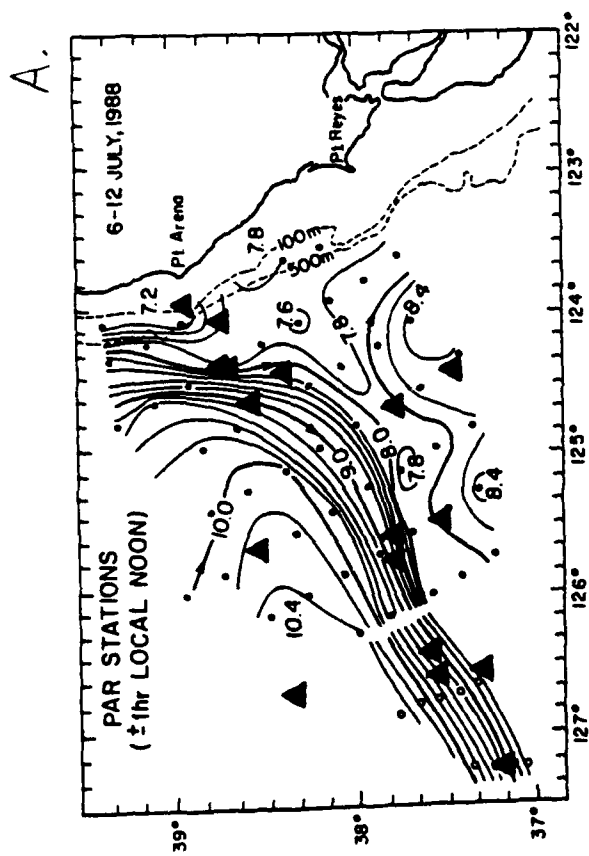 A.
PAR STATIONS
(±1hr LOCAL NOON)
6-12 JULY, 1988
Pt Arena
Pt Reyes
7.2
7.8
100m
500m
7.6
7.8
8.4
10.0
9.0
8.0
7.8
8.4
10.4
39°
38°
37°
127°
126°
125°
124°
123°
122°